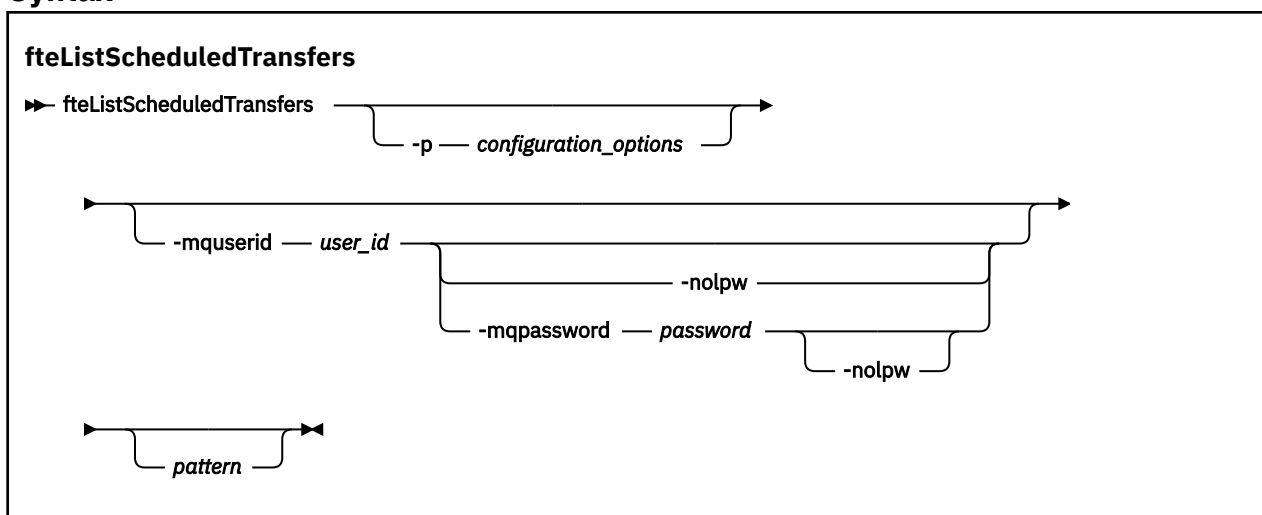 Syntax
fteListScheduledTransfers
fteListScheduledTransfers
-p configuration_options
-mquserid user_id
-nolpw
-mqpassword password
-nolpw
pattern